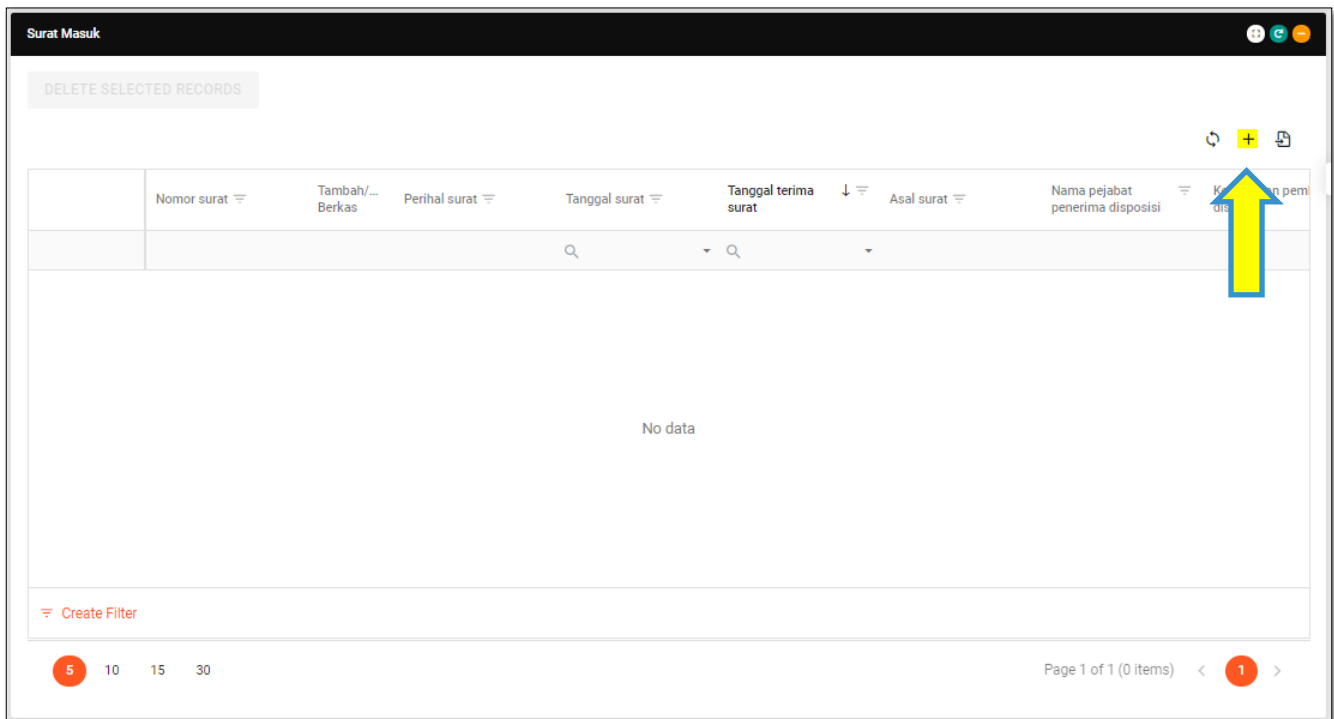 Surat Masuk
DELETE SELECTED RECORDS
Nomor surat
Tambah/...
Berkas
Perihal surat
Tanggal surat
Tanggal terima
surat
Asal surat
Nama pejabat
penerima disposisi
No data
Create Filter
5 10 15 30
Page 1 of 1 (0 items) < 1 >